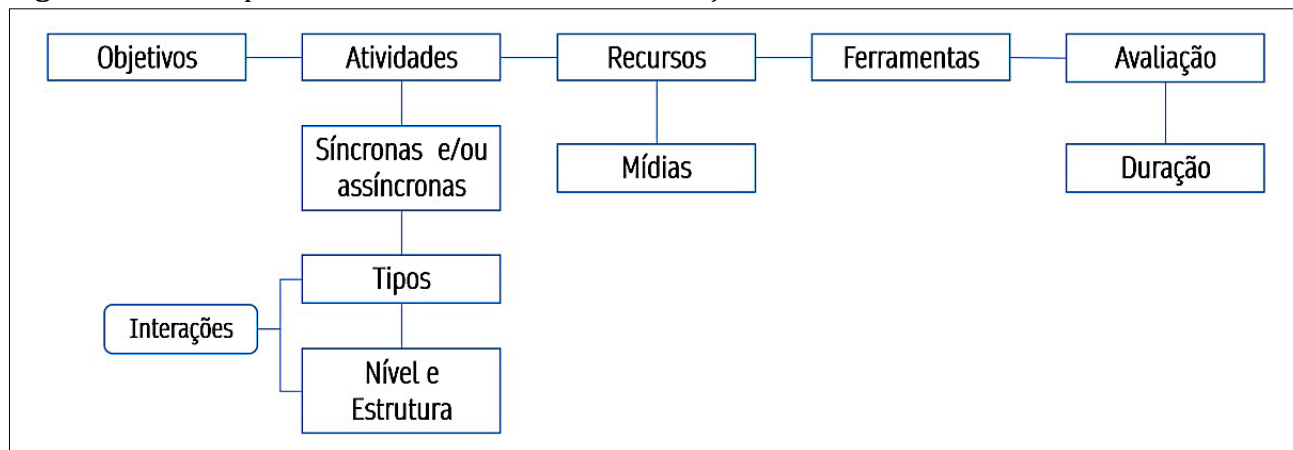 Objetivos
Atividades
Recursos
Ferramentas
Avaliação
Síncronas e/ou
assíncronas
Mídias
Duração
Tipos
Interações
Nível e
Estrutura